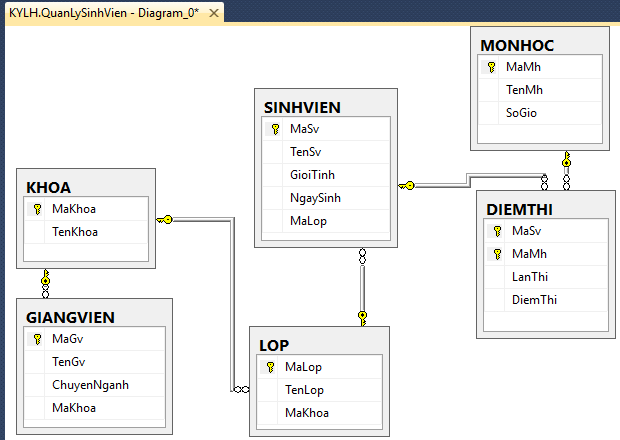 KYLH.QuanLySinhVien - Diagram_0*
MONHOC
MaMh
TenMh
SoGio
SINHVIEN
MaSv
TenSv
GioiTinh
NgaySinh
MaLop
KHOA
MaKhoa
TenKhoa
DIEMTHI
MaSv
MaMh
LanThi
DiemThi
GIANGVIEN
MaGv
TenGv
ChuyenNganh
MaKhoa
LOP
MaLop
TenLop
MaKhoa